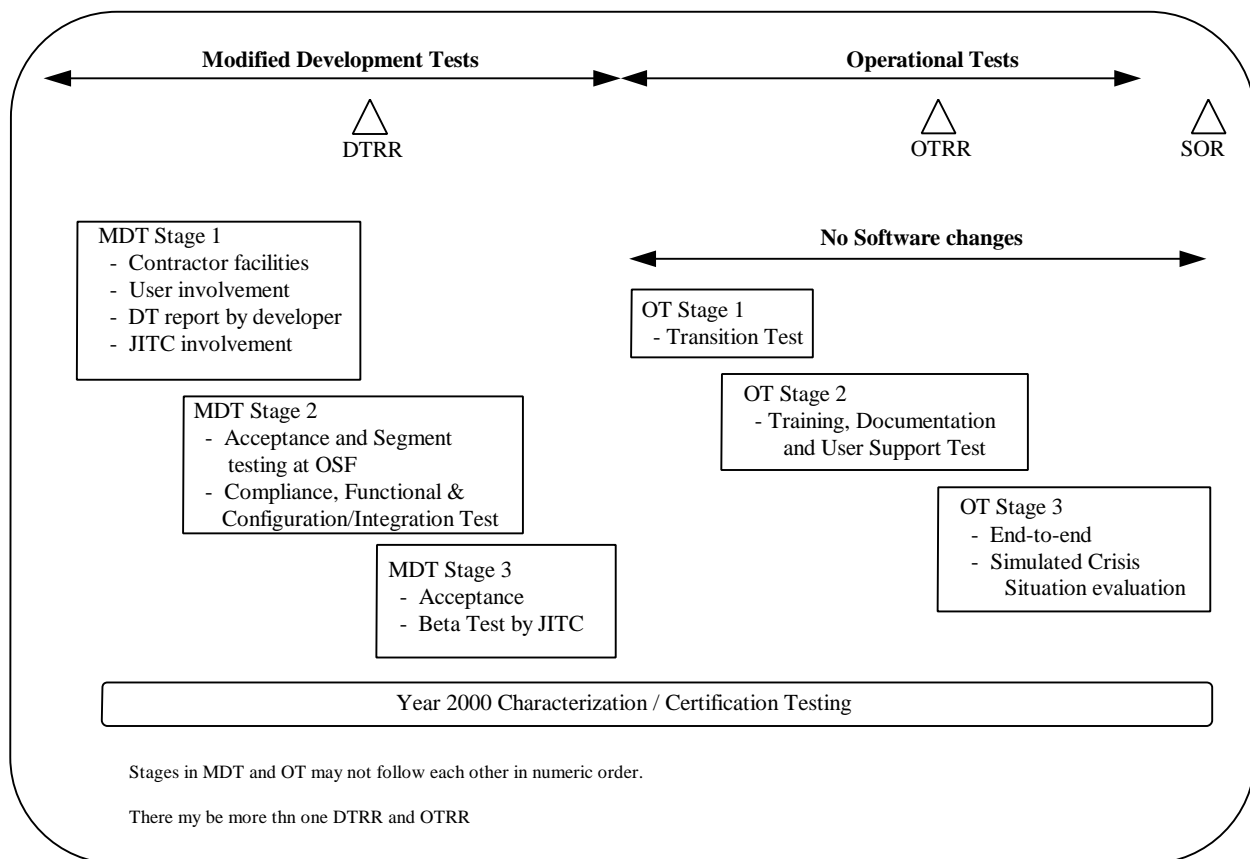 Modified Development Tests
Operational Tests
DTRR
OTRR
SOR
MDT Stage 1
- Contractor facilities
- User involvement
- DT report by developer
- JITC involvement
No Software changes
OT Stage 1
- Transition Test
MDT Stage 2
- Acceptance and Segment
testing at OSF
- Compliance, Functional &
Configuration/Integration Test
OT Stage 2
- Training, Documentation
and User Support Test
MDT Stage 3
- Acceptance
- Beta Test by JITC
OT Stage 3
- End-to-end
- Simulated Crisis
Situation evaluation
Year 2000 Characterization / Certification Testing
Stages in MDT and OT may not follow each other in numeric order.
There my be more thn one DTRR and OTRR